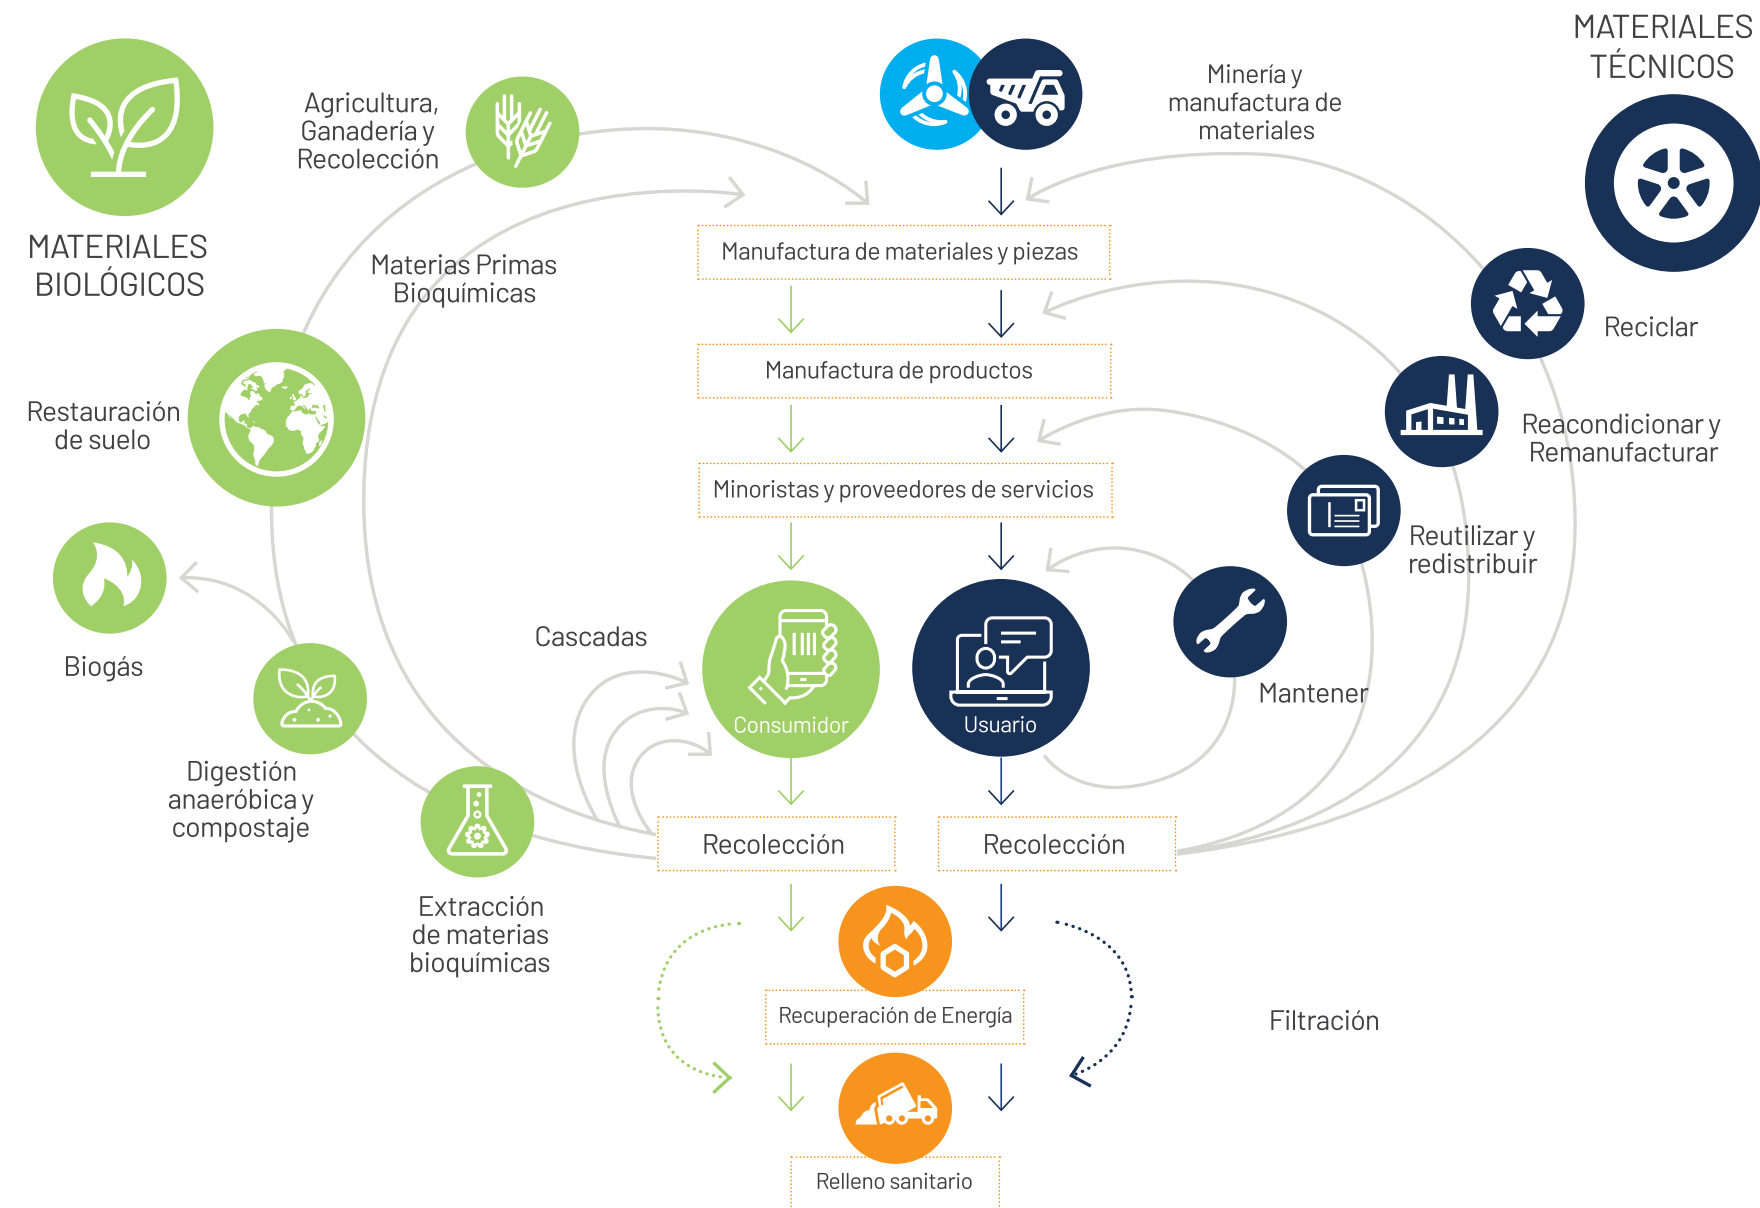 MATERIALES
TÉCNICOS
Agricultura,
Ganadería y
Recolección
Minería y
manufactura de
materiales
MATERIALES
BIOLÓGICOS
Materias Primas
Bioquímicas
Manufactura de materiales y piezas
Reciclar
Manufactura de productos
Restauración
de suelo
Reacondicionar y
Remanufacturar
Minoristas y proveedores de servicios
Reutilizar y
redistribuir
Biogás
Cascadas
Mantener
Consumidor
Usuario
Digestión
anaeróbica y
compostaje
Recolección
Recolección
Extracción
de materias
bioquímicas
Recuperación de Energía
Filtración
Relleno sanitario